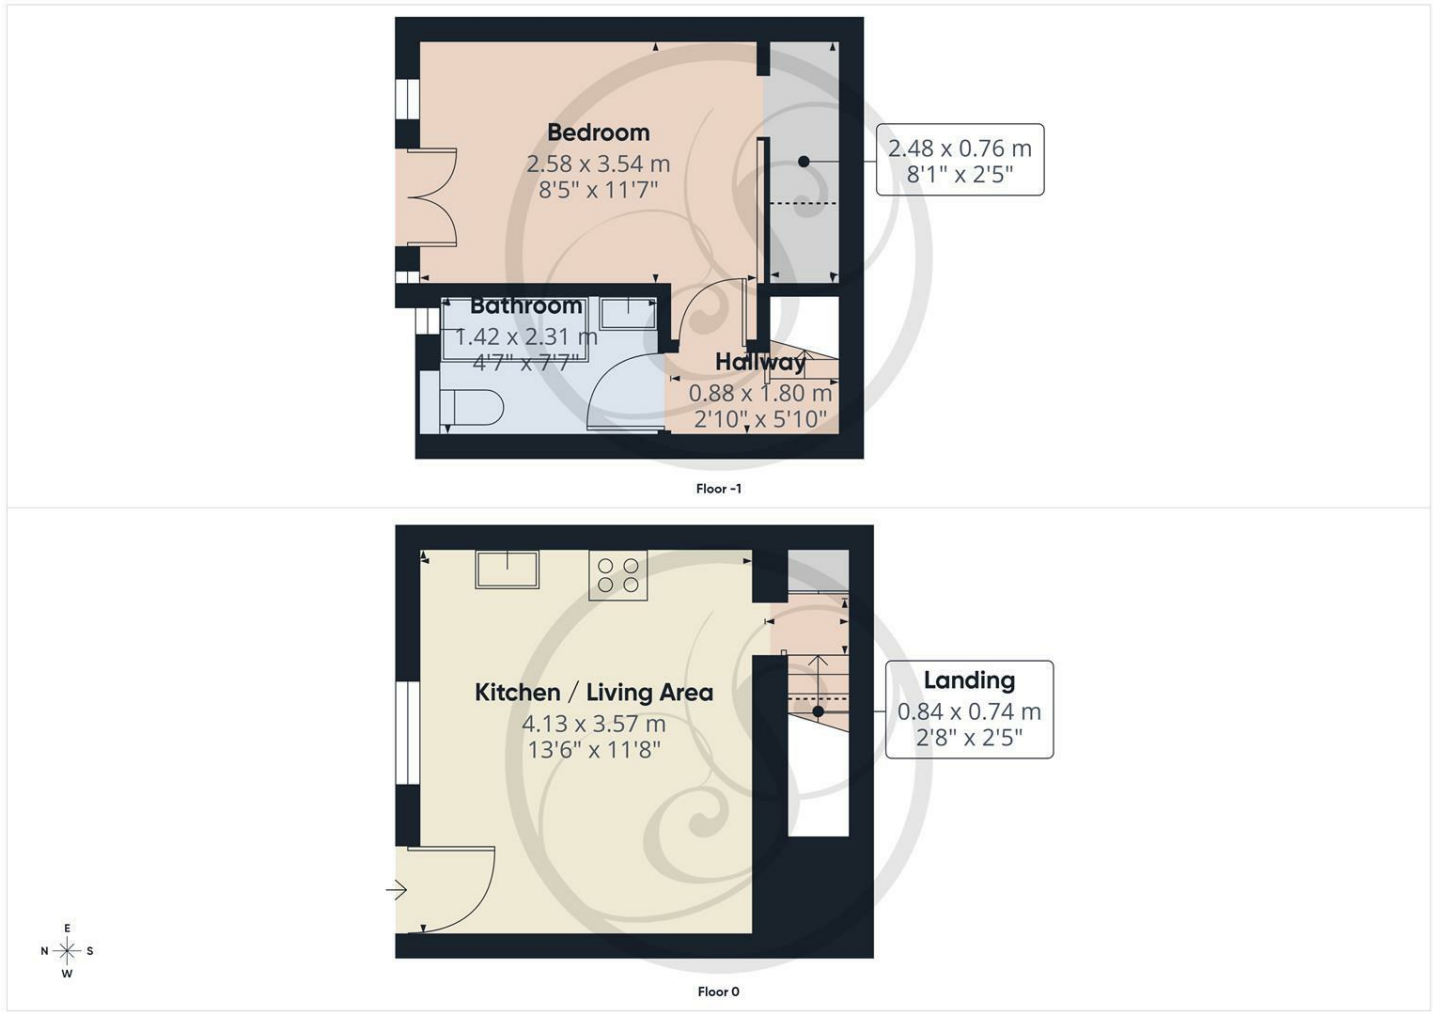 Bedroom
2.58 x 3.54 m
8'5" x 11'7"
2.48 x 0.76 m
8'1" x 2'5"
Bathroom
1.42 x 2.31 m
4'7" x 7'7"
Hallway
0.88 x 1.80 m
2'10" x 5'10"
Floor -1
Kitchen / Living Area
4.13 x 3.57 m
13'6" x 11'8"
Landing
0.84 x 0.74 m
2'8" x 2'5"
E
N S
W
Floor 0